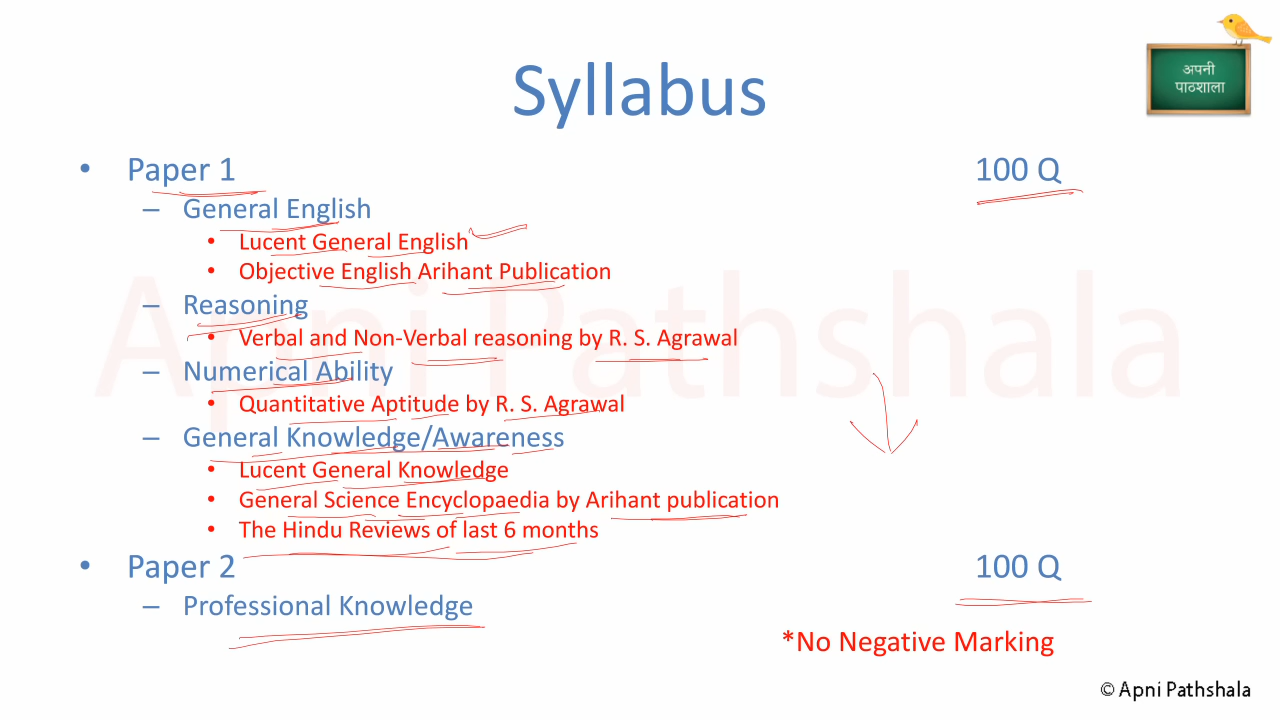 अपनी
पाठशाला
Syllabus
• Paper 1 100 Q
– General English
• Lucent General English
• Objective English Arihant Publication
– Reasoning
• Verbal and Non-Verbal reasoning by R. S. Agrawal
– Numerical Ability
• Quantitative Aptitude by R. S. Agrawal
– General Knowledge/Awareness
• Lucent General Knowledge
• General Science Encyclopaedia by Arihant publication
• The Hindu Reviews of last 6 months
• Paper 2 100 Q
– Professional Knowledge
*No Negative Marking
Apni Pathshala
© Apni Pathshala